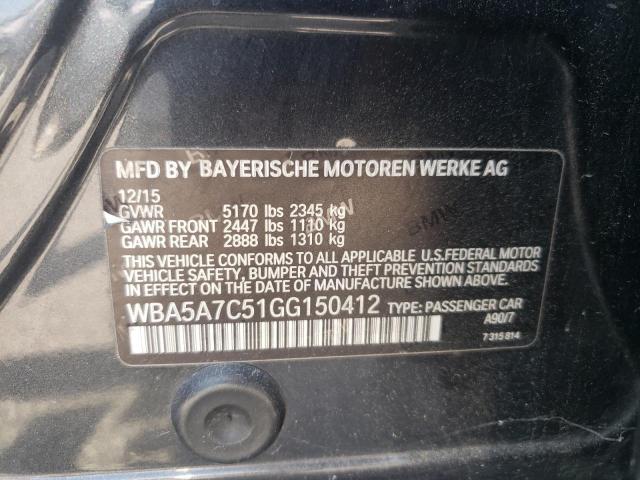 MFD BY BAYERISCHE MOTOREN WERKE AG
12/15
GVWR 5170 lbs 2345 kg
GAWR FRONT 2447 lbs 1110 kg
GAWR REAR 2888 lbs 1310 kg
THIS VEHICLE CONFORMS TO ALL APPLICABLE U.S.FEDERAL MOTOR
VEHICLE SAFETY, BUMPER AND THEFT PREVENTION STANDARDS
IN EFFECT ON THE DATE OF MANUFACTURE SHOWN ABOVE.
WBA5A7C51GG150412 TYPE: PASSENGER CAR
A90/7
7 315 814